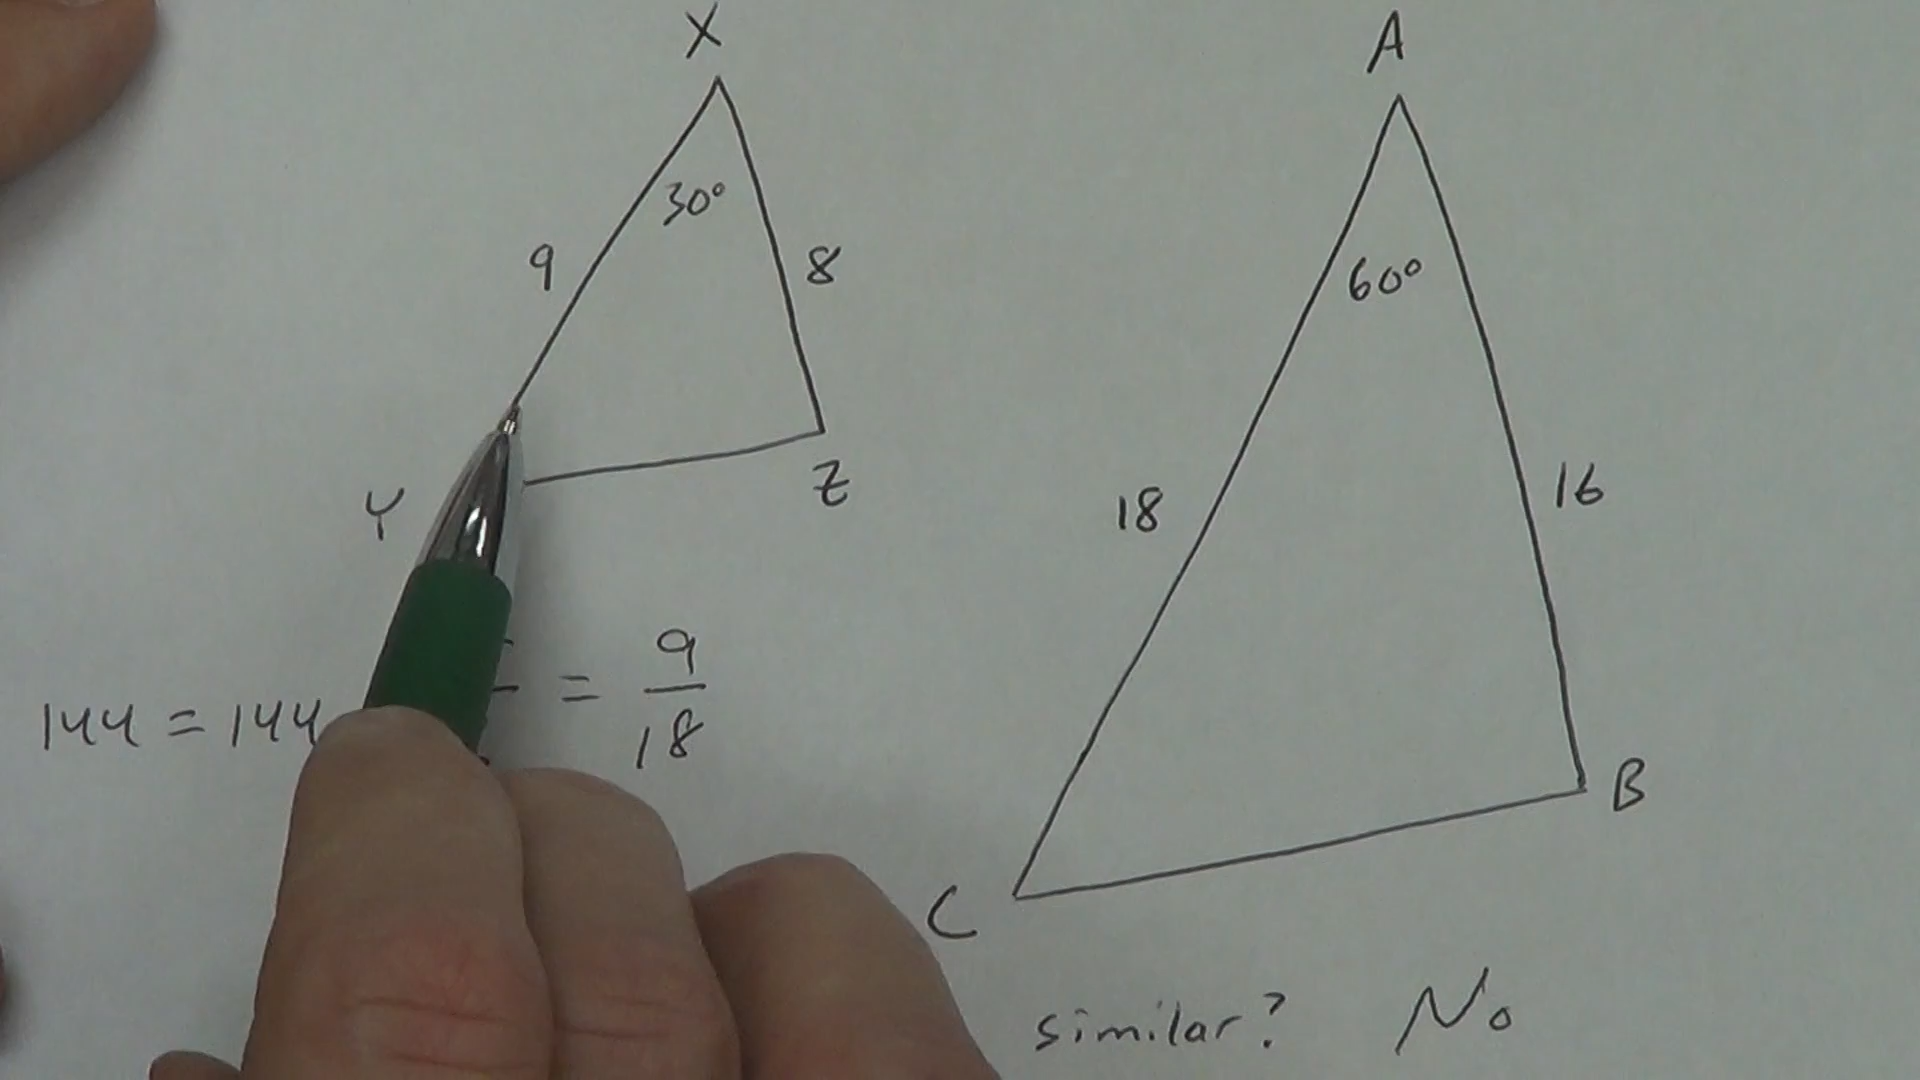 X
A
30°
9
8
60°
Y
Z
18
16
144 = 144
= 9
18
B
C
similar? No